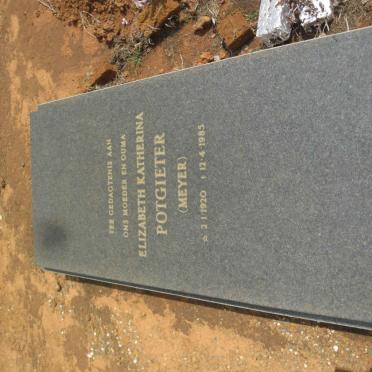 TER GEDAGTENIS AAN
ONS MOEDER EN OUMA
ELIZABETH KATHERINA
POTGIETER
(MEYER)
☆ 2·1·1920 ✝ 12·4·1985